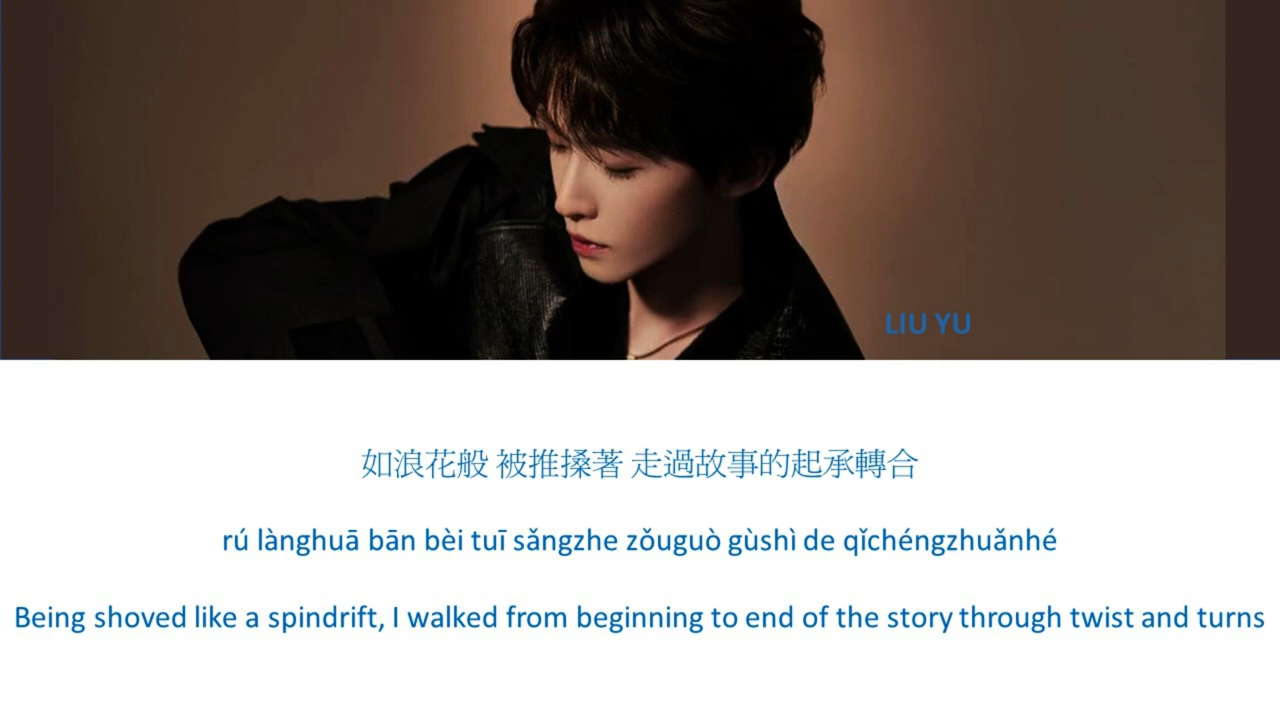 LIU YU
如浪花般 被推搡著 走過故事的起承轉合
rú lànghuā bān bèi tuī sǎngzhe zǒuguò gùshì de qǐchéngzhuǎnhé
Being shoved like a spindrift, I walked from beginning to end of the story through twist and turns